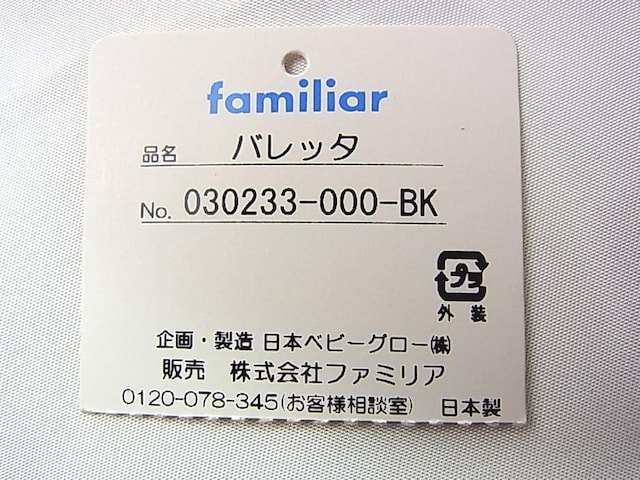 familiar
品名 バレッタ
No. 030233-000-BK
プラ
外装
企画・製造 日本ベビーグロー㈱
販売 株式会社ファミリア
0120-078-345(お客様相談室) 日本製